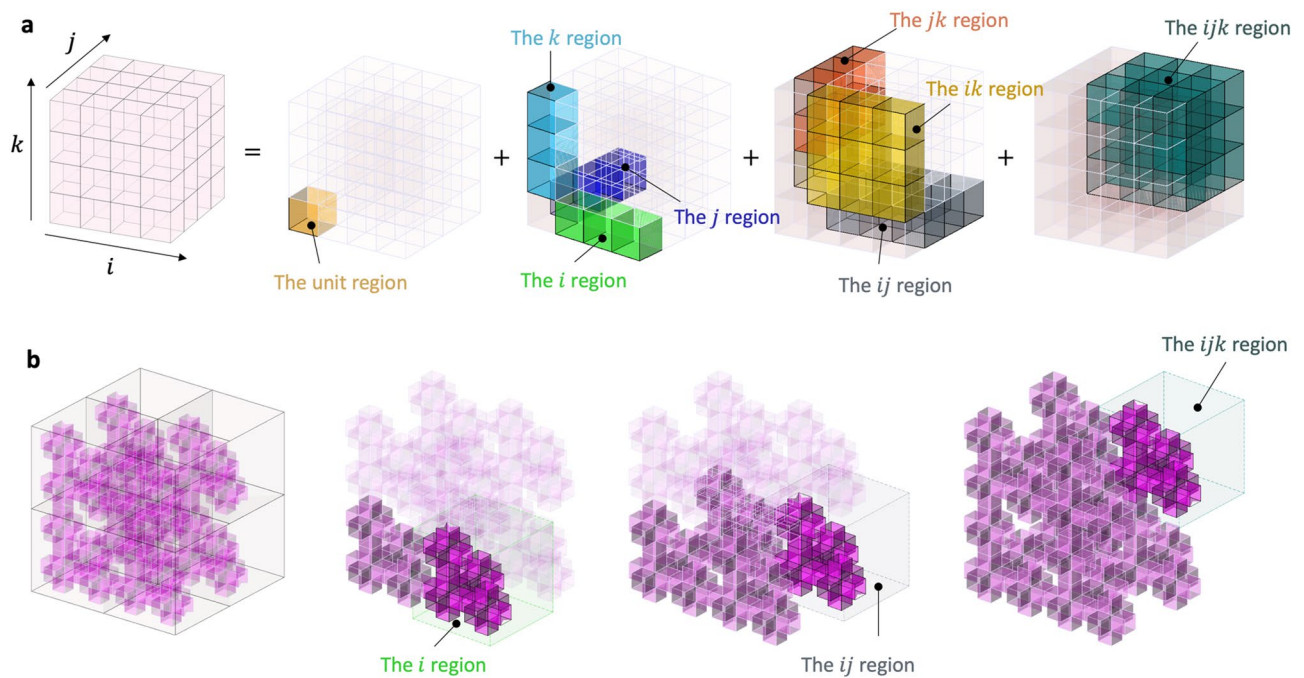 a
j
k
i
=
The unit region
+
The k region
The j region
The i region
+
The jk region
The ik region
The ij region
+
The ijk region
b
The i region
The ij region
The ijk region